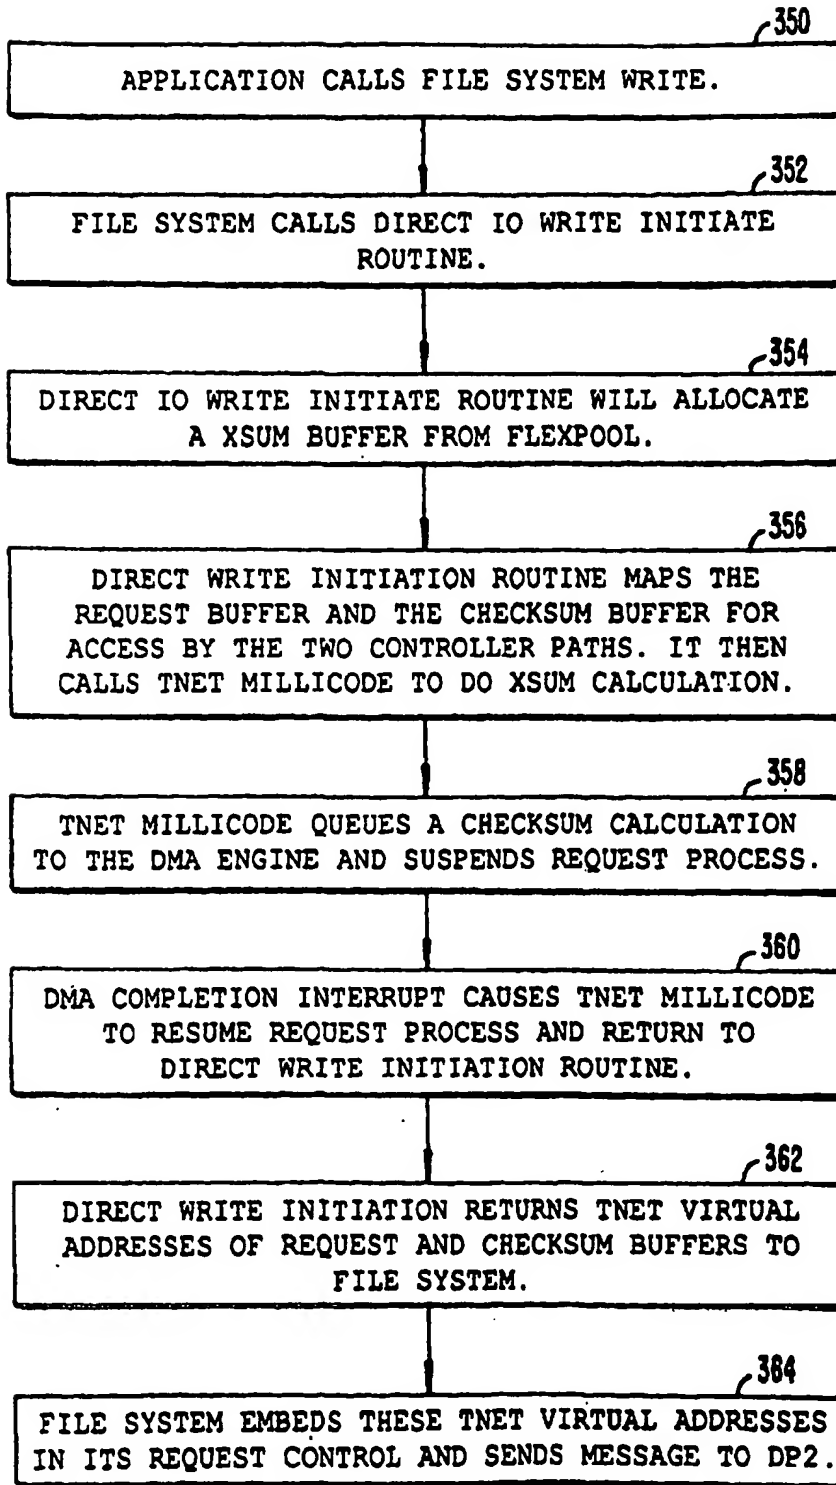 350
APPLICATION CALLS FILE SYSTEM WRITE.
352
FILE SYSTEM CALLS DIRECT IO WRITE INITIATE
ROUTINE.
354
DIRECT IO WRITE INITIATE ROUTINE WILL ALLOCATE
A XSUM BUFFER FROM FLEXPOOL.
356
DIRECT WRITE INITIATION ROUTINE MAPS THE
REQUEST BUFFER AND THE CHECKSUM BUFFER FOR
ACCESS BY THE TWO CONTROLLER PATHS. IT THEN
CALLS TNET MILLICODE TO DO XSUM CALCULATION.
358
TNET MILLICODE QUEUES A CHECKSUM CALCULATION
TO THE DMA ENGINE AND SUSPENDS REQUEST PROCESS.
360
DMA COMPLETION INTERRUPT CAUSES TNET MILLICODE
TO RESUME REQUEST PROCESS AND RETURN TO
DIRECT WRITE INITIATION ROUTINE.
362
DIRECT WRITE INITIATION RETURNS TNET VIRTUAL
ADDRESSES OF REQUEST AND CHECKSUM BUFFERS TO
FILE SYSTEM.
364
FILE SYSTEM EMBEDS THESE TNET VIRTUAL ADDRESSES
IN ITS REQUEST CONTROL AND SENDS MESSAGE TO DP2.